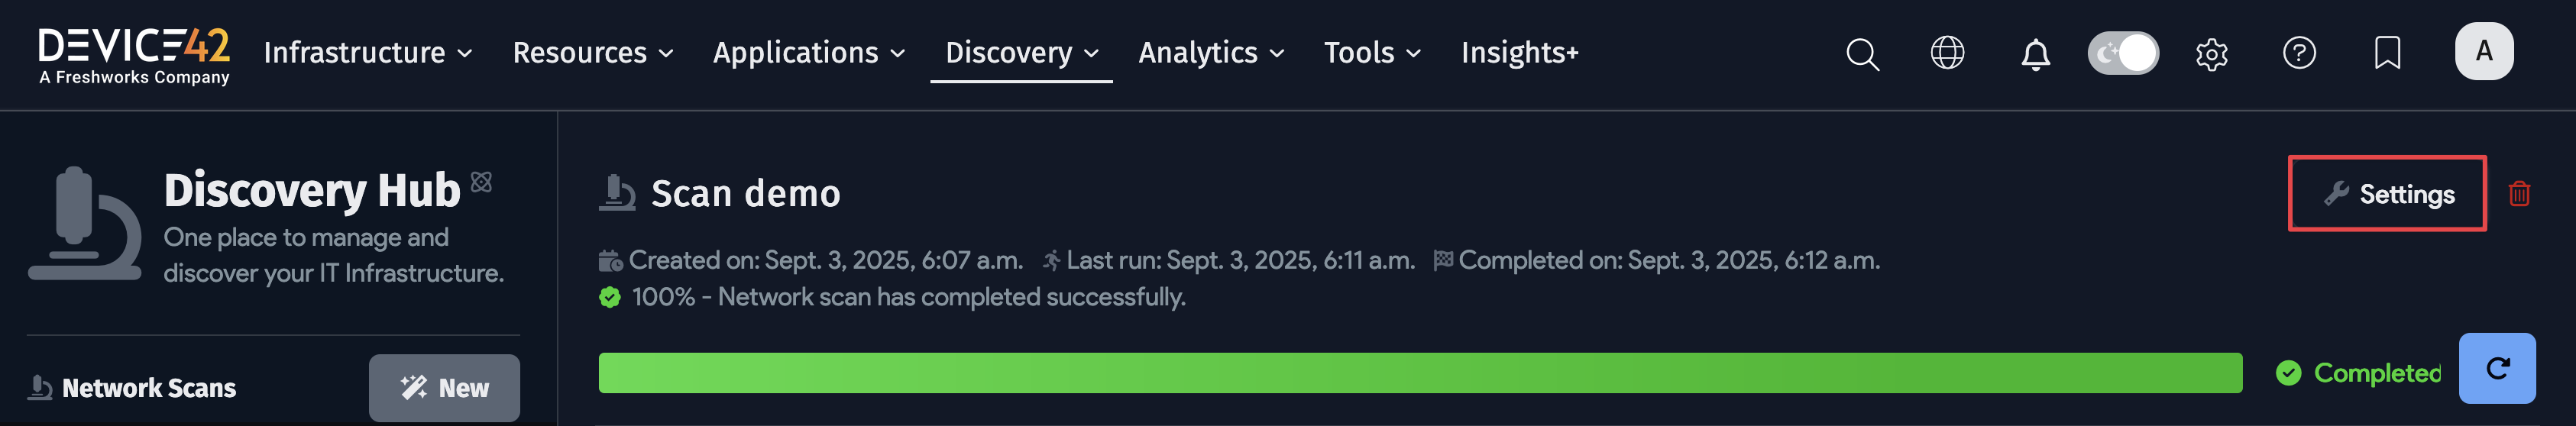 DEVICE42
A Freshworks Company
Infrastructure Resources Applications Discovery Analytics Tools Insights+
A
Discovery Hub
One place to manage and
discover your IT Infrastructure.
Network Scans
New
Scan demo
Settings
Created on: Sept. 3, 2025, 6:07 a.m. Last run: Sept. 3, 2025, 6:11 a.m. Completed on: Sept. 3, 2025, 6:12 a.m.
100% - Network scan has completed successfully.
Completed